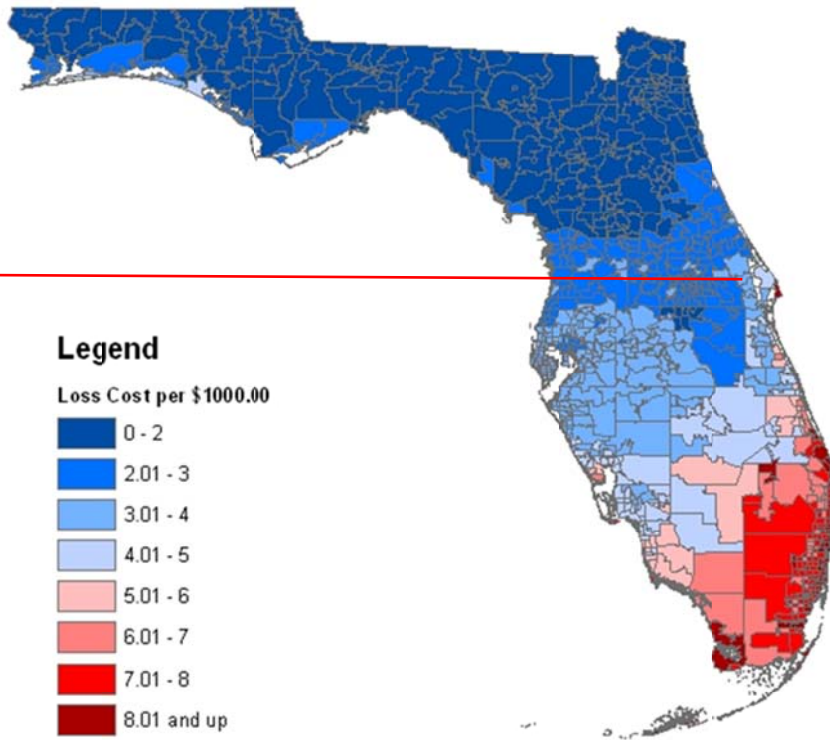 Legend
Loss Cost per $1000.00
0 - 2
2.01 - 3
3.01 - 4
4.01 - 5
5.01 - 6
6.01 - 7
7.01 - 8
8.01 and up